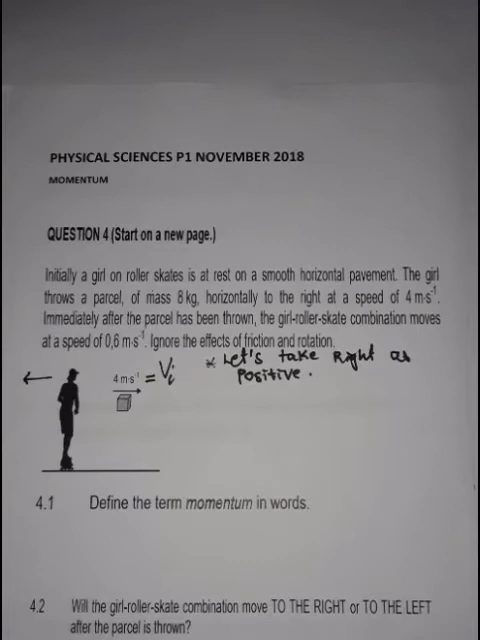 PHYSICAL SCIENCES P1 NOVEMBER 2018
MOMENTUM
QUESTION 4 (Start on a new page.)
Initially a girl on roller skates is at rest on a smooth horizontal pavement. The girl
throws a parcel, of mass 8 kg, horizontally to the right at a speed of 4 m·s⁻¹.
Immediately after the parcel has been thrown, the girl-roller-skate combination moves
at a speed of 0,6 m·s⁻¹. Ignore the effects of friction and rotation.
* Let's take Right as
positive.
4 m·s⁻¹ = Vi
4.1 Define the term momentum in words.
4.2 Will the girl-roller-skate combination move TO THE RIGHT or TO THE LEFT
after the parcel is thrown?